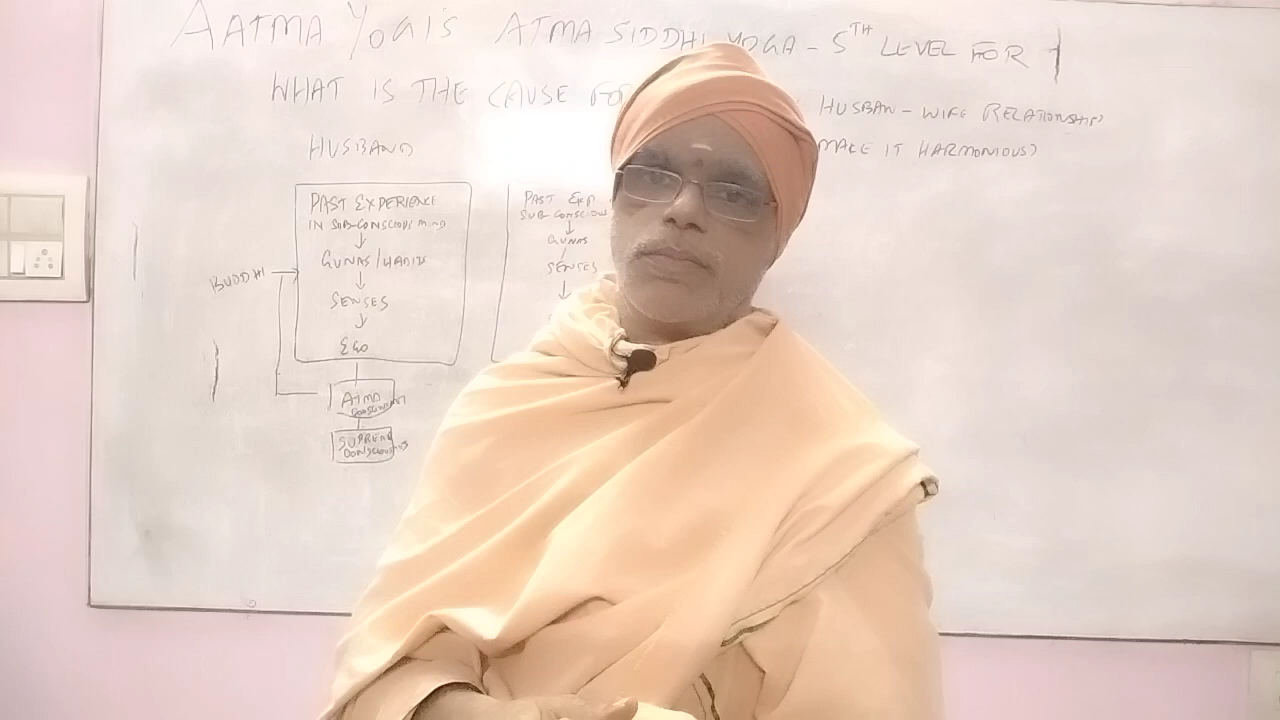 AATMA YOGI'S ATMA SIDDHI YOGA - 5TH LEVEL FOR
WHAT IS THE CAUSE FOR HUSBAN - WIFE RELATIONSHIP
MAKE IT HARMONIOUS)
HUSBAND
PAST EXPERIENCE
IN SUB-CONSCIOUS MIND
↓
GUNAS / HABITS
↓
SENSES
↓
EGO
BUDDHI
ATMA
SUPREME
PAST EXP
SUB-CONSCIOUS
↓
GUNAS
SENSES
↓